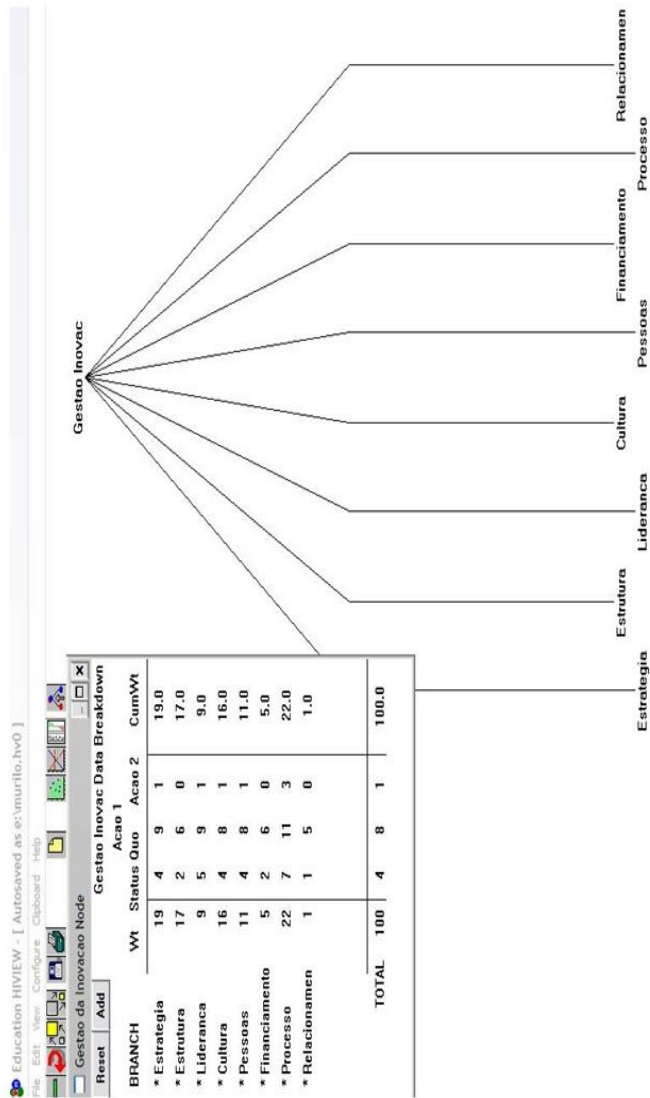 Education HIVIEW - [ Autosaved as e:\murilo.hv0 ]
File Edit View Configure Clipboard Help
Gestao da Inovacao Node
Reset Add Gestao Inovac Data Breakdown
Acao 1
BRANCH Wt Status Quo Acao 2 CumWt
* Estrategia 19 4 9 1 19.0
* Estrutura 17 2 6 0 17.0
* Lideranca 9 5 9 1 9.0
* Cultura 16 4 8 1 16.0
* Pessoas 11 4 8 1 11.0
* Financiamento 5 2 6 0 5.0
* Processo 22 7 11 3 22.0
* Relacionamen 1 1 5 0 1.0
TOTAL 100 4 8 1 100.0
Gestao Inovac
Estrategia
Estrutura
Lideranca
Cultura
Pessoas
Financiamento
Processo
Relacionamen